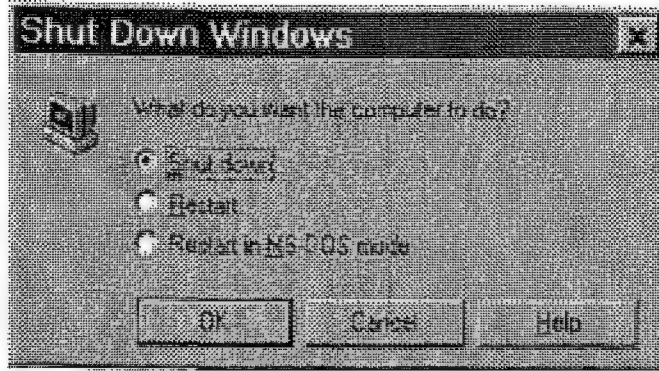 Shut Down Windows
What do you want the computer to do?
Shut down
Restart
Restart in MS-DOS mode
OK Cancel Help